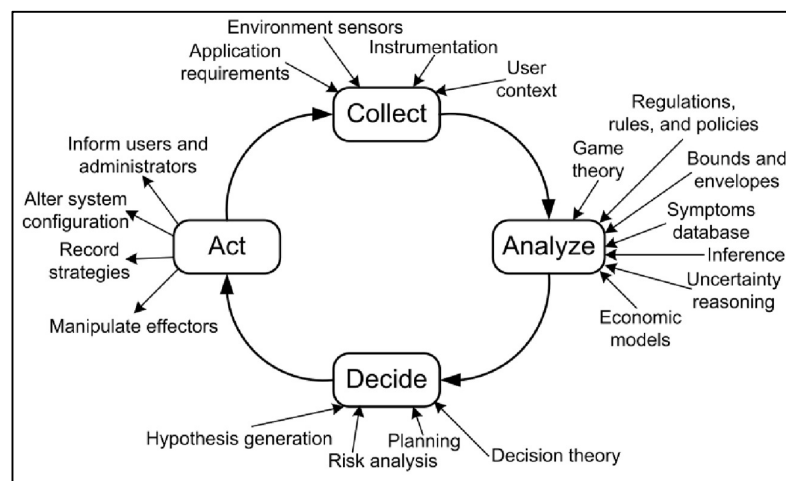 Environment sensors
Application
requirements
Instrumentation
User
context
Collect
Regulations,
rules, and policies
Game
theory
Bounds and
envelopes
Symptoms
database
Inference
Uncertainty
reasoning
Economic
models
Analyze
Inform users and
administrators
Alter system
configuration
Record
strategies
Manipulate effectors
Act
Decide
Hypothesis generation
Risk analysis
Planning
Decision theory